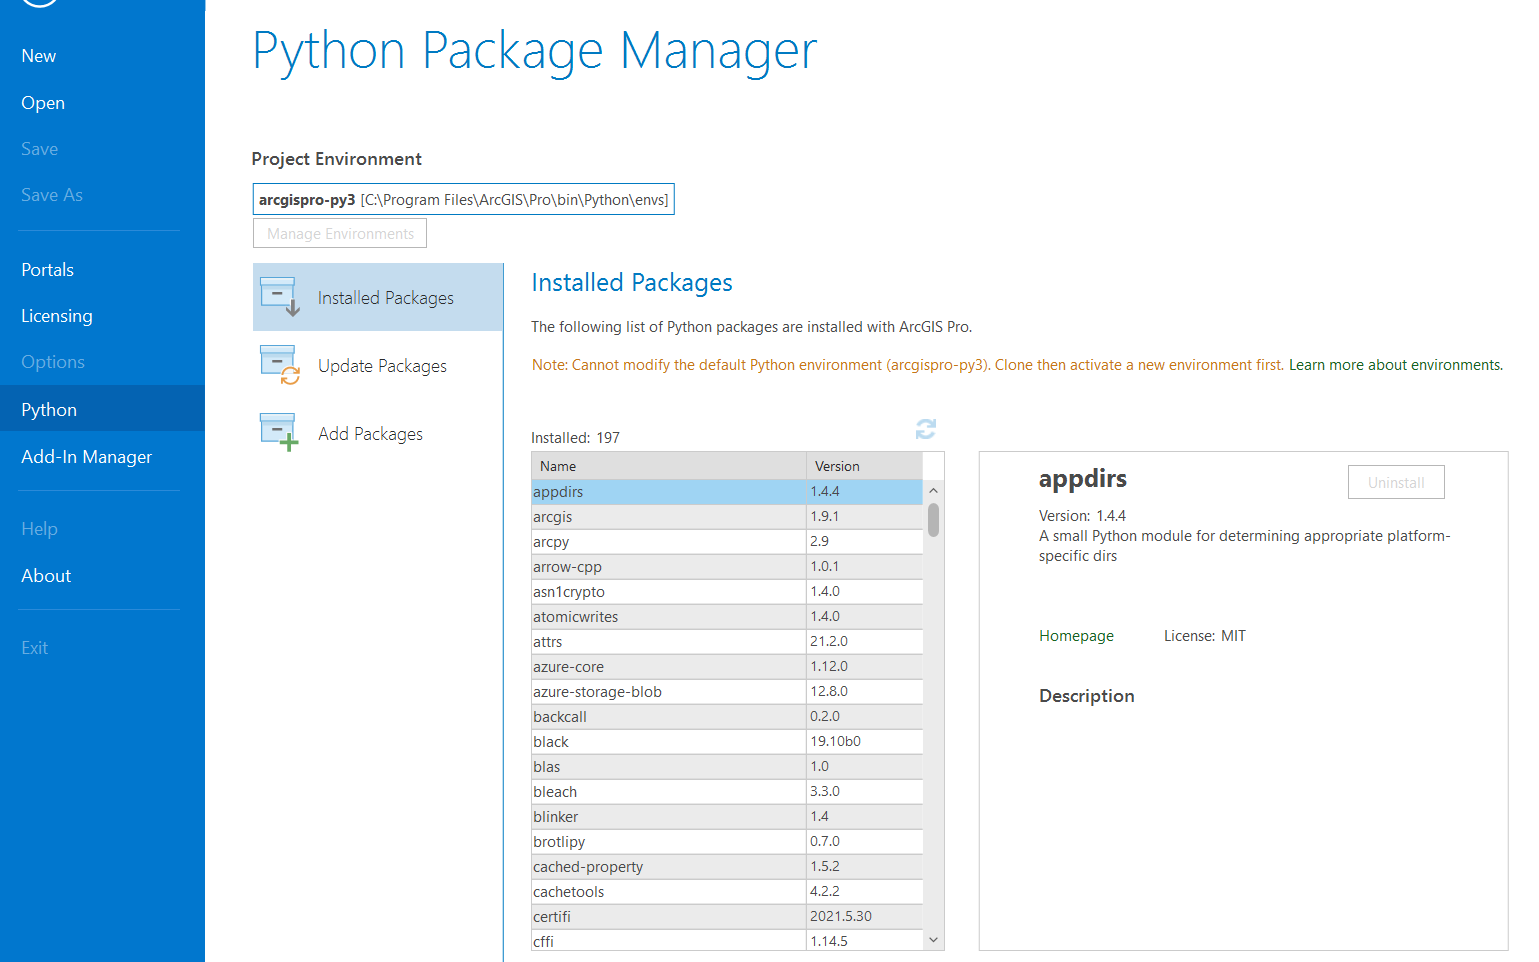 New
Open
Save
Save As
Portals
Licensing
Options
Python
Add-In Manager
Help
About
Exit
Python Package Manager
Project Environment
arcgispro-py3 [C:\Program Files\ArcGIS\Pro\bin\Python\envs]
Manage Environments
Installed Packages
Update Packages
Add Packages
Installed Packages
The following list of Python packages are installed with ArcGIS Pro.
Note: Cannot modify the default Python environment (arcgispro-py3). Clone then activate a new environment first. Learn more about environments.
Installed: 197
Name Version
appdirs 1.4.4
arcgis 1.9.1
arcpy 2.9
arrow-cpp 1.0.1
asn1crypto 1.4.0
atomicwrites 1.4.0
attrs 21.2.0
azure-core 1.12.0
azure-storage-blob 12.8.0
backcall 0.2.0
black 19.10b0
blas 1.0
bleach 3.3.0
blinker 1.4
brotlipy 0.7.0
cached-property 1.5.2
cachetools 4.2.2
certifi 2021.5.30
cffi 1.14.5
appdirs
Uninstall
Version: 1.4.4
A small Python module for determining appropriate platform-
specific dirs
Homepage License: MIT
Description